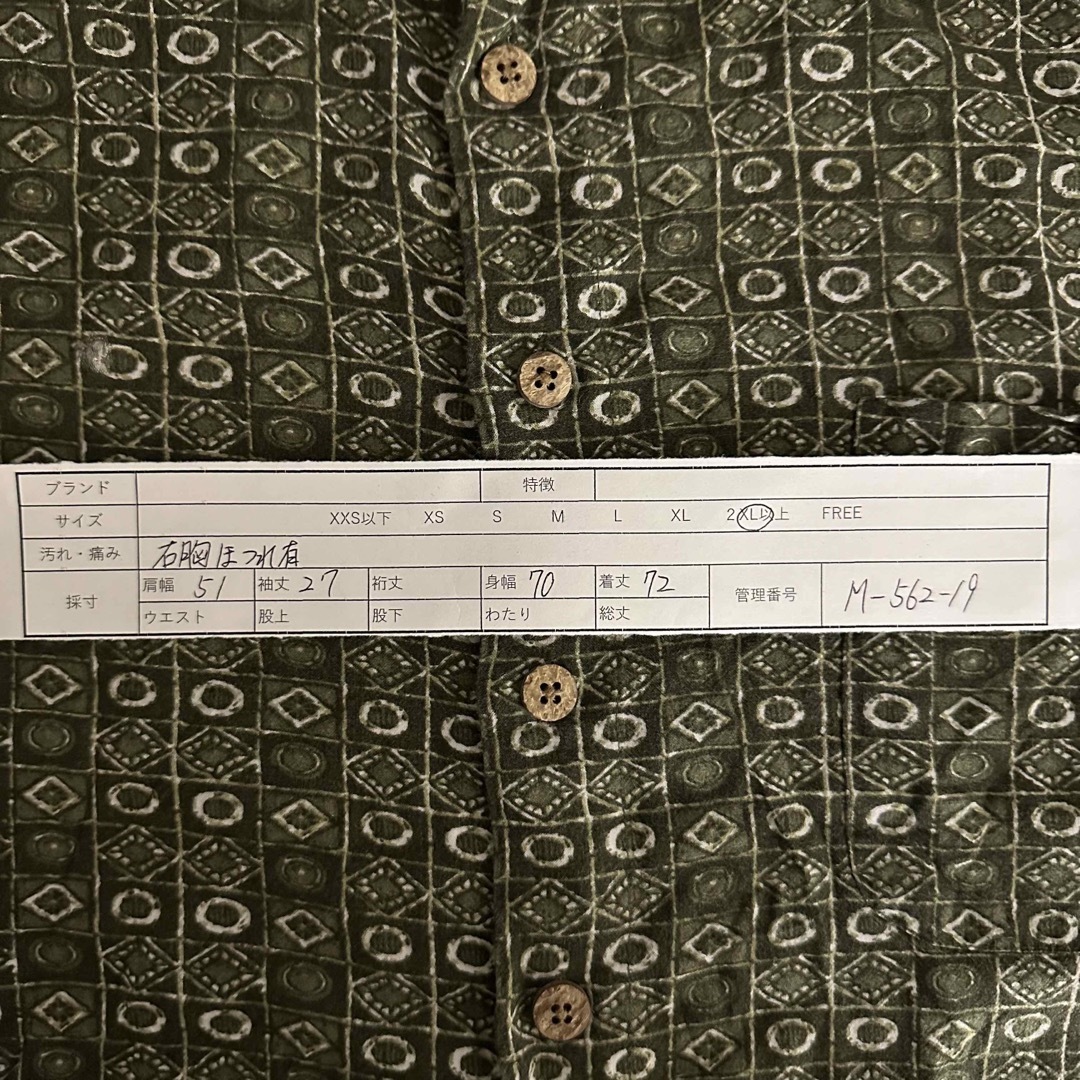 ブランド 特徴
サイズ XXS以下 XS S M L XL 2XL以上 FREE
汚れ・痛み 右胸ほつれ有
採寸 肩幅 51 袖丈 27 裄丈 身幅 70 着丈 72 管理番号 M-562-19
ウエスト 股上 股下 わたり 総丈